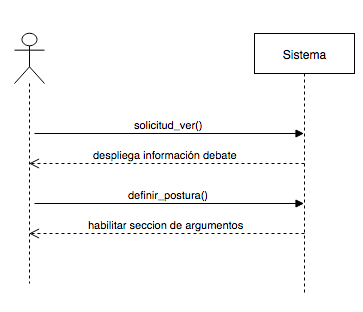 Sistema
solicitud_ver()
despliega información debate
definir_postura()
habilitar seccion de argumentos